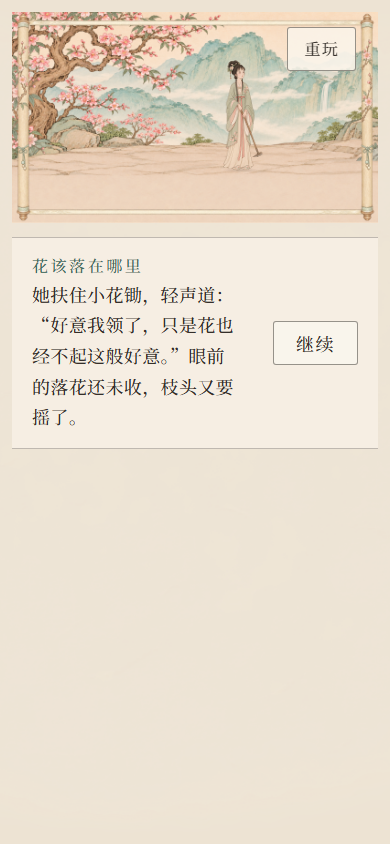 重玩
花该落在哪里
她扶住小花锄，轻声道：
“好意我领了，只是花也
经不起这般好意。”眼前
的落花还未收，枝头又要
摇了。
继续